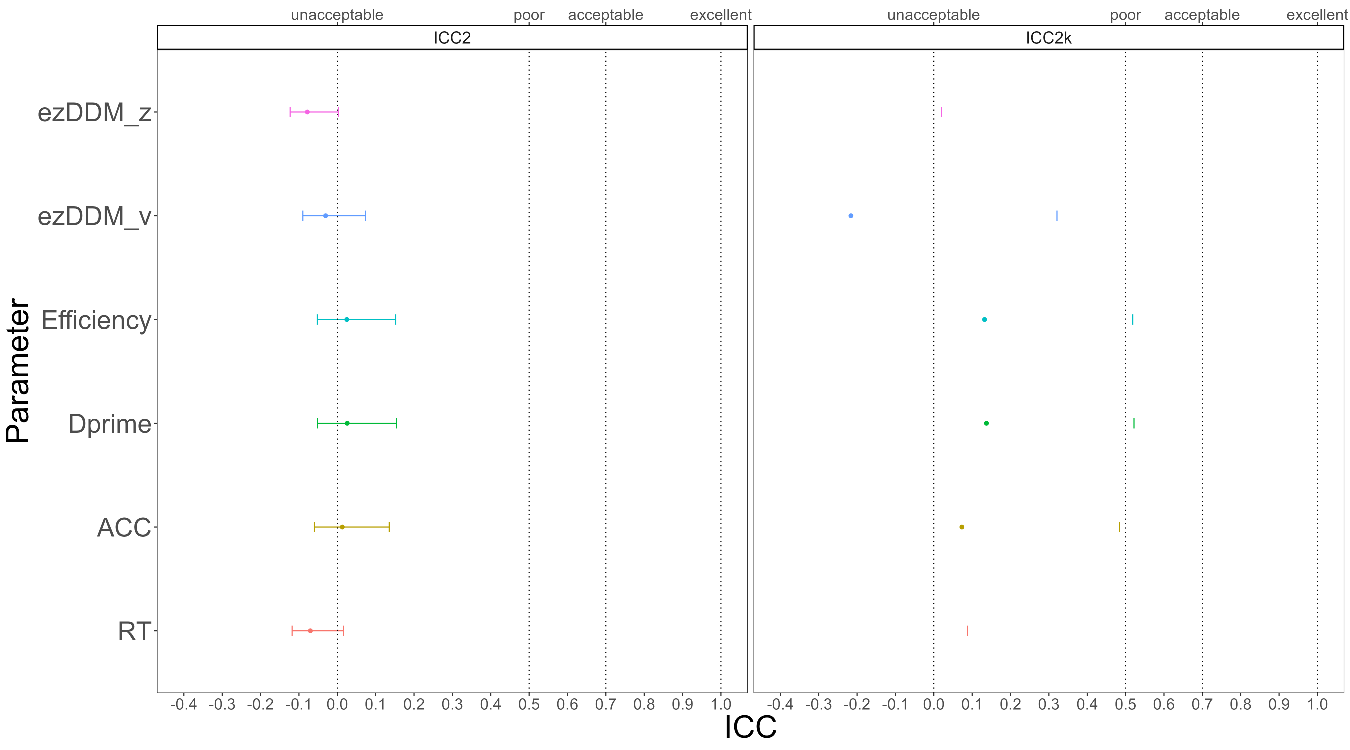 unacceptable poor acceptable excellent unacceptable poor acceptable excellent
ICC2 ICC2k
ezDDM_z
ezDDM_v
Efficiency
Dprime
ACC
RT
Parameter
-0.4 -0.3 -0.2 -0.1 0.0 0.1 0.2 0.3 0.4 0.5 0.6 0.7 0.8 0.9 1.0 -0.4 -0.3 -0.2 -0.1 0.0 0.1 0.2 0.3 0.4 0.5 0.6 0.7 0.8 0.9 1.0
ICC